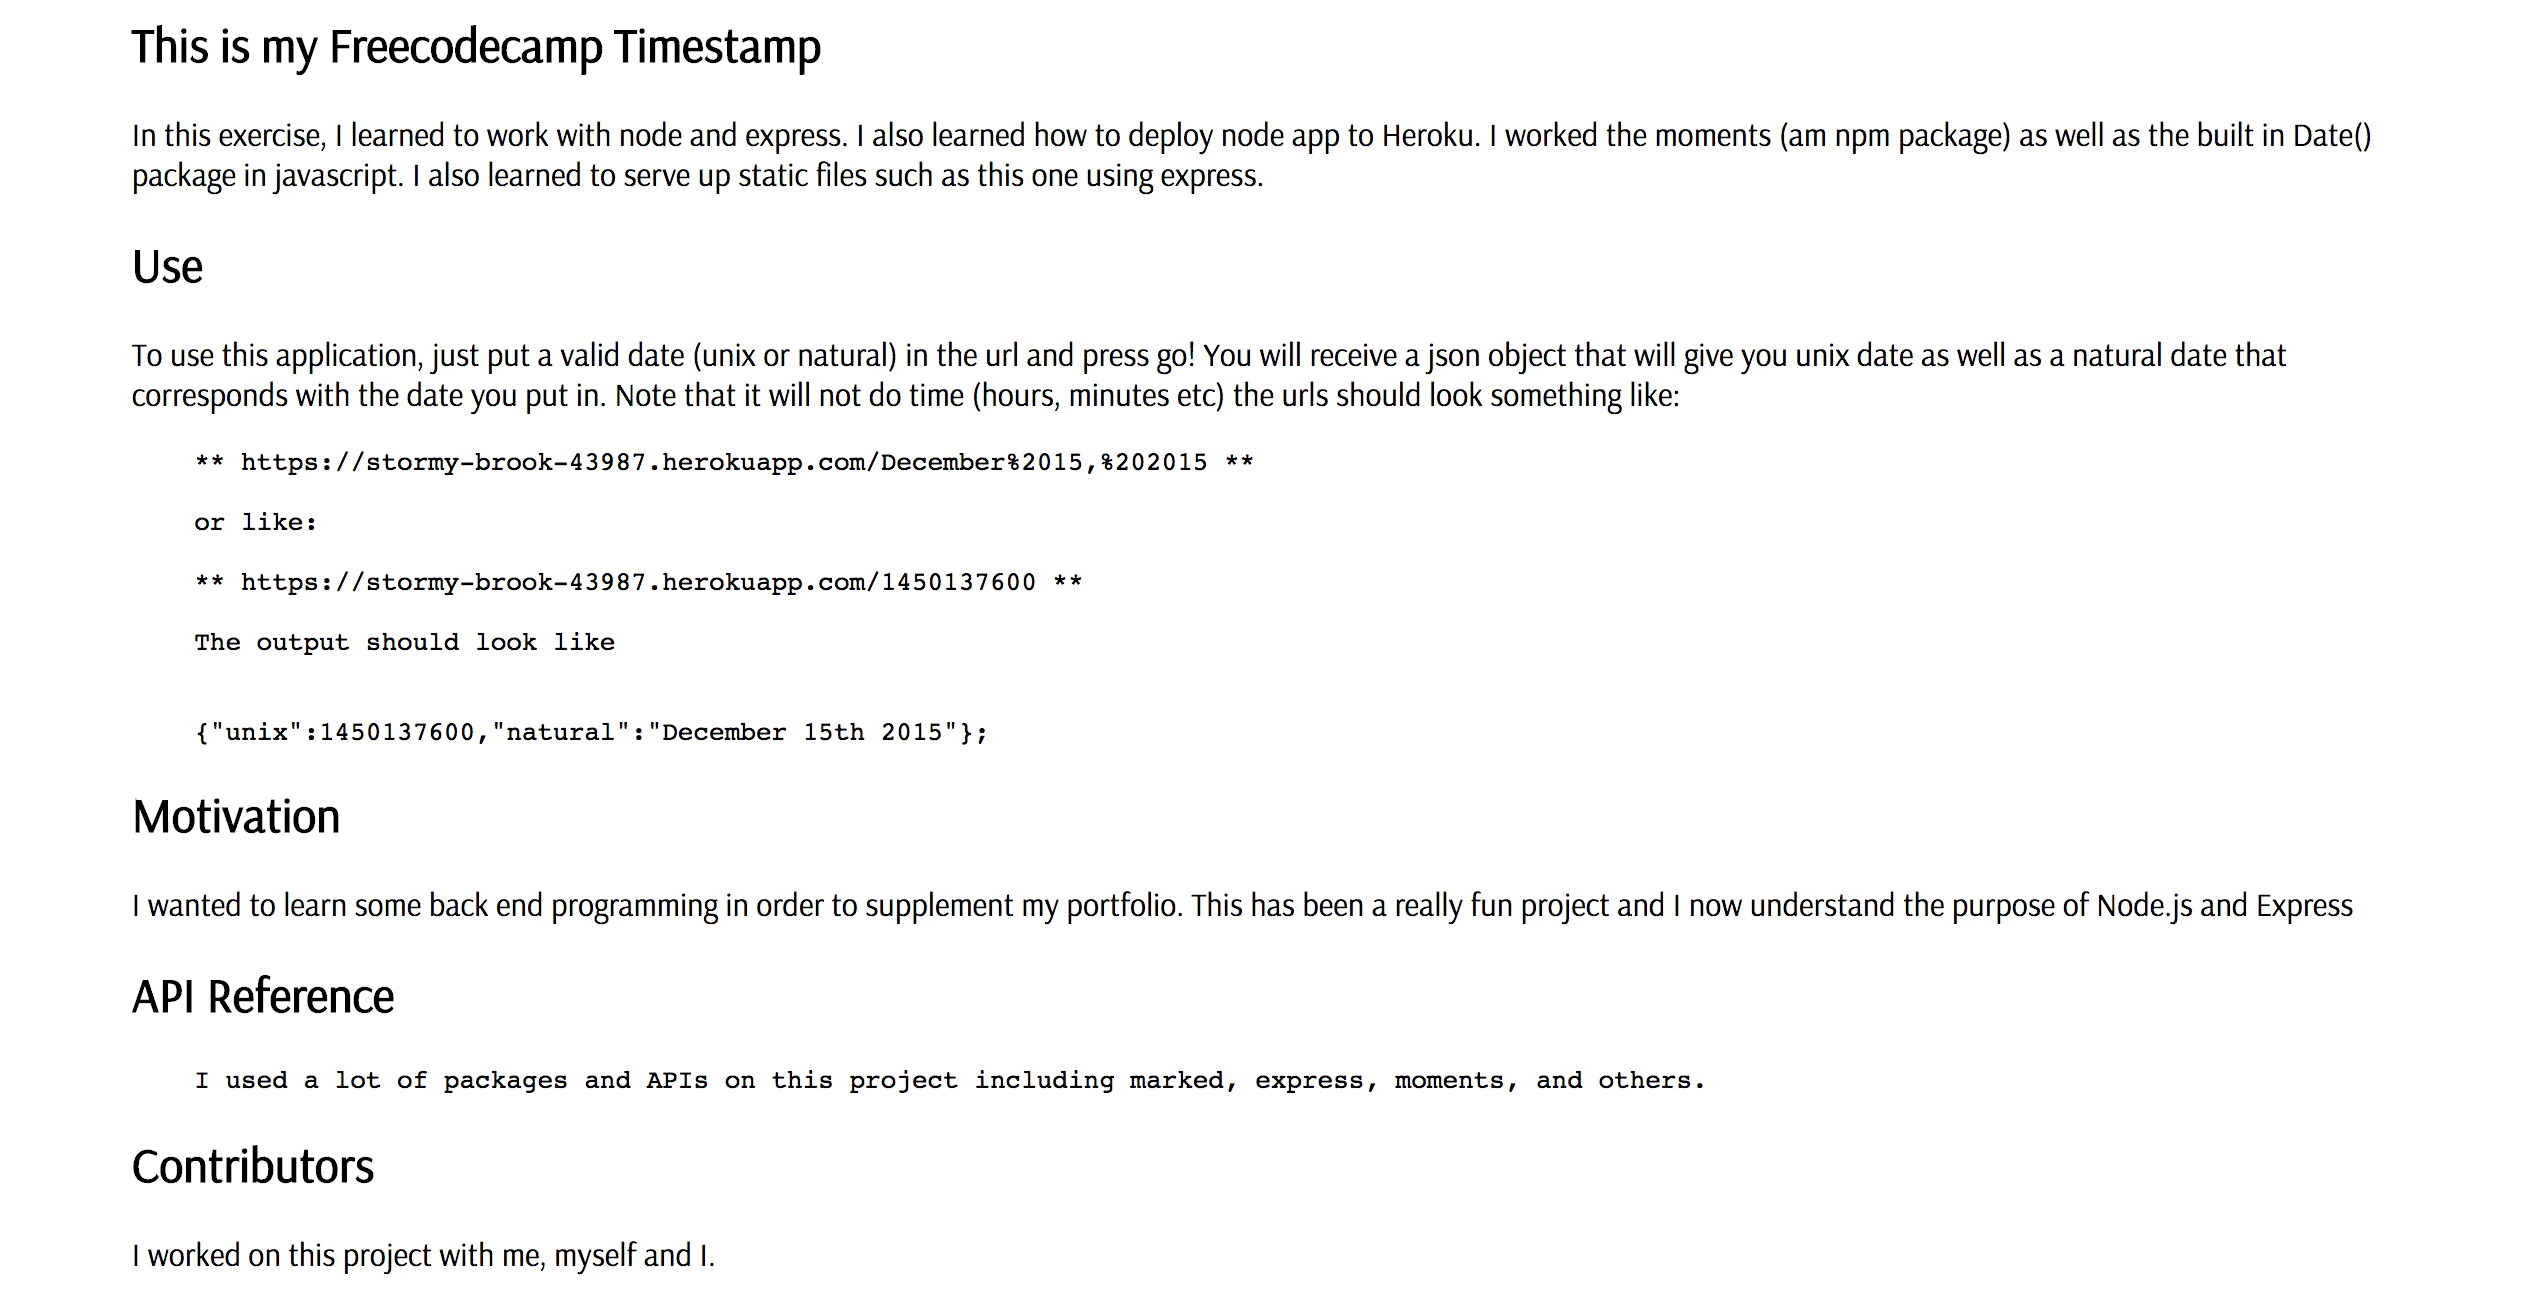 This is my Freecodecamp Timestamp
In this exercise, I learned to work with node and express. I also learned how to deploy node app to Heroku. I worked the moments (am npm package) as well as the built in Date()
package in javascript. I also learned to serve up static files such as this one using express.
Use
To use this application, just put a valid date (unix or natural) in the url and press go! You will receive a json object that will give you unix date as well as a natural date that
corresponds with the date you put in. Note that it will not do time (hours, minutes etc) the urls should look something like:
** https://stormy-brook-43987.herokuapp.com/December%2015,%202015 **
or like:
** https://stormy-brook-43987.herokuapp.com/1450137600 **
The output should look like
{"unix":1450137600,"natural":"December 15th 2015"};
Motivation
I wanted to learn some back end programming in order to supplement my portfolio. This has been a really fun project and I now understand the purpose of Node.js and Express
API Reference
I used a lot of packages and APIs on this project including marked, express, moments, and others.
Contributors
I worked on this project with me, myself and I.